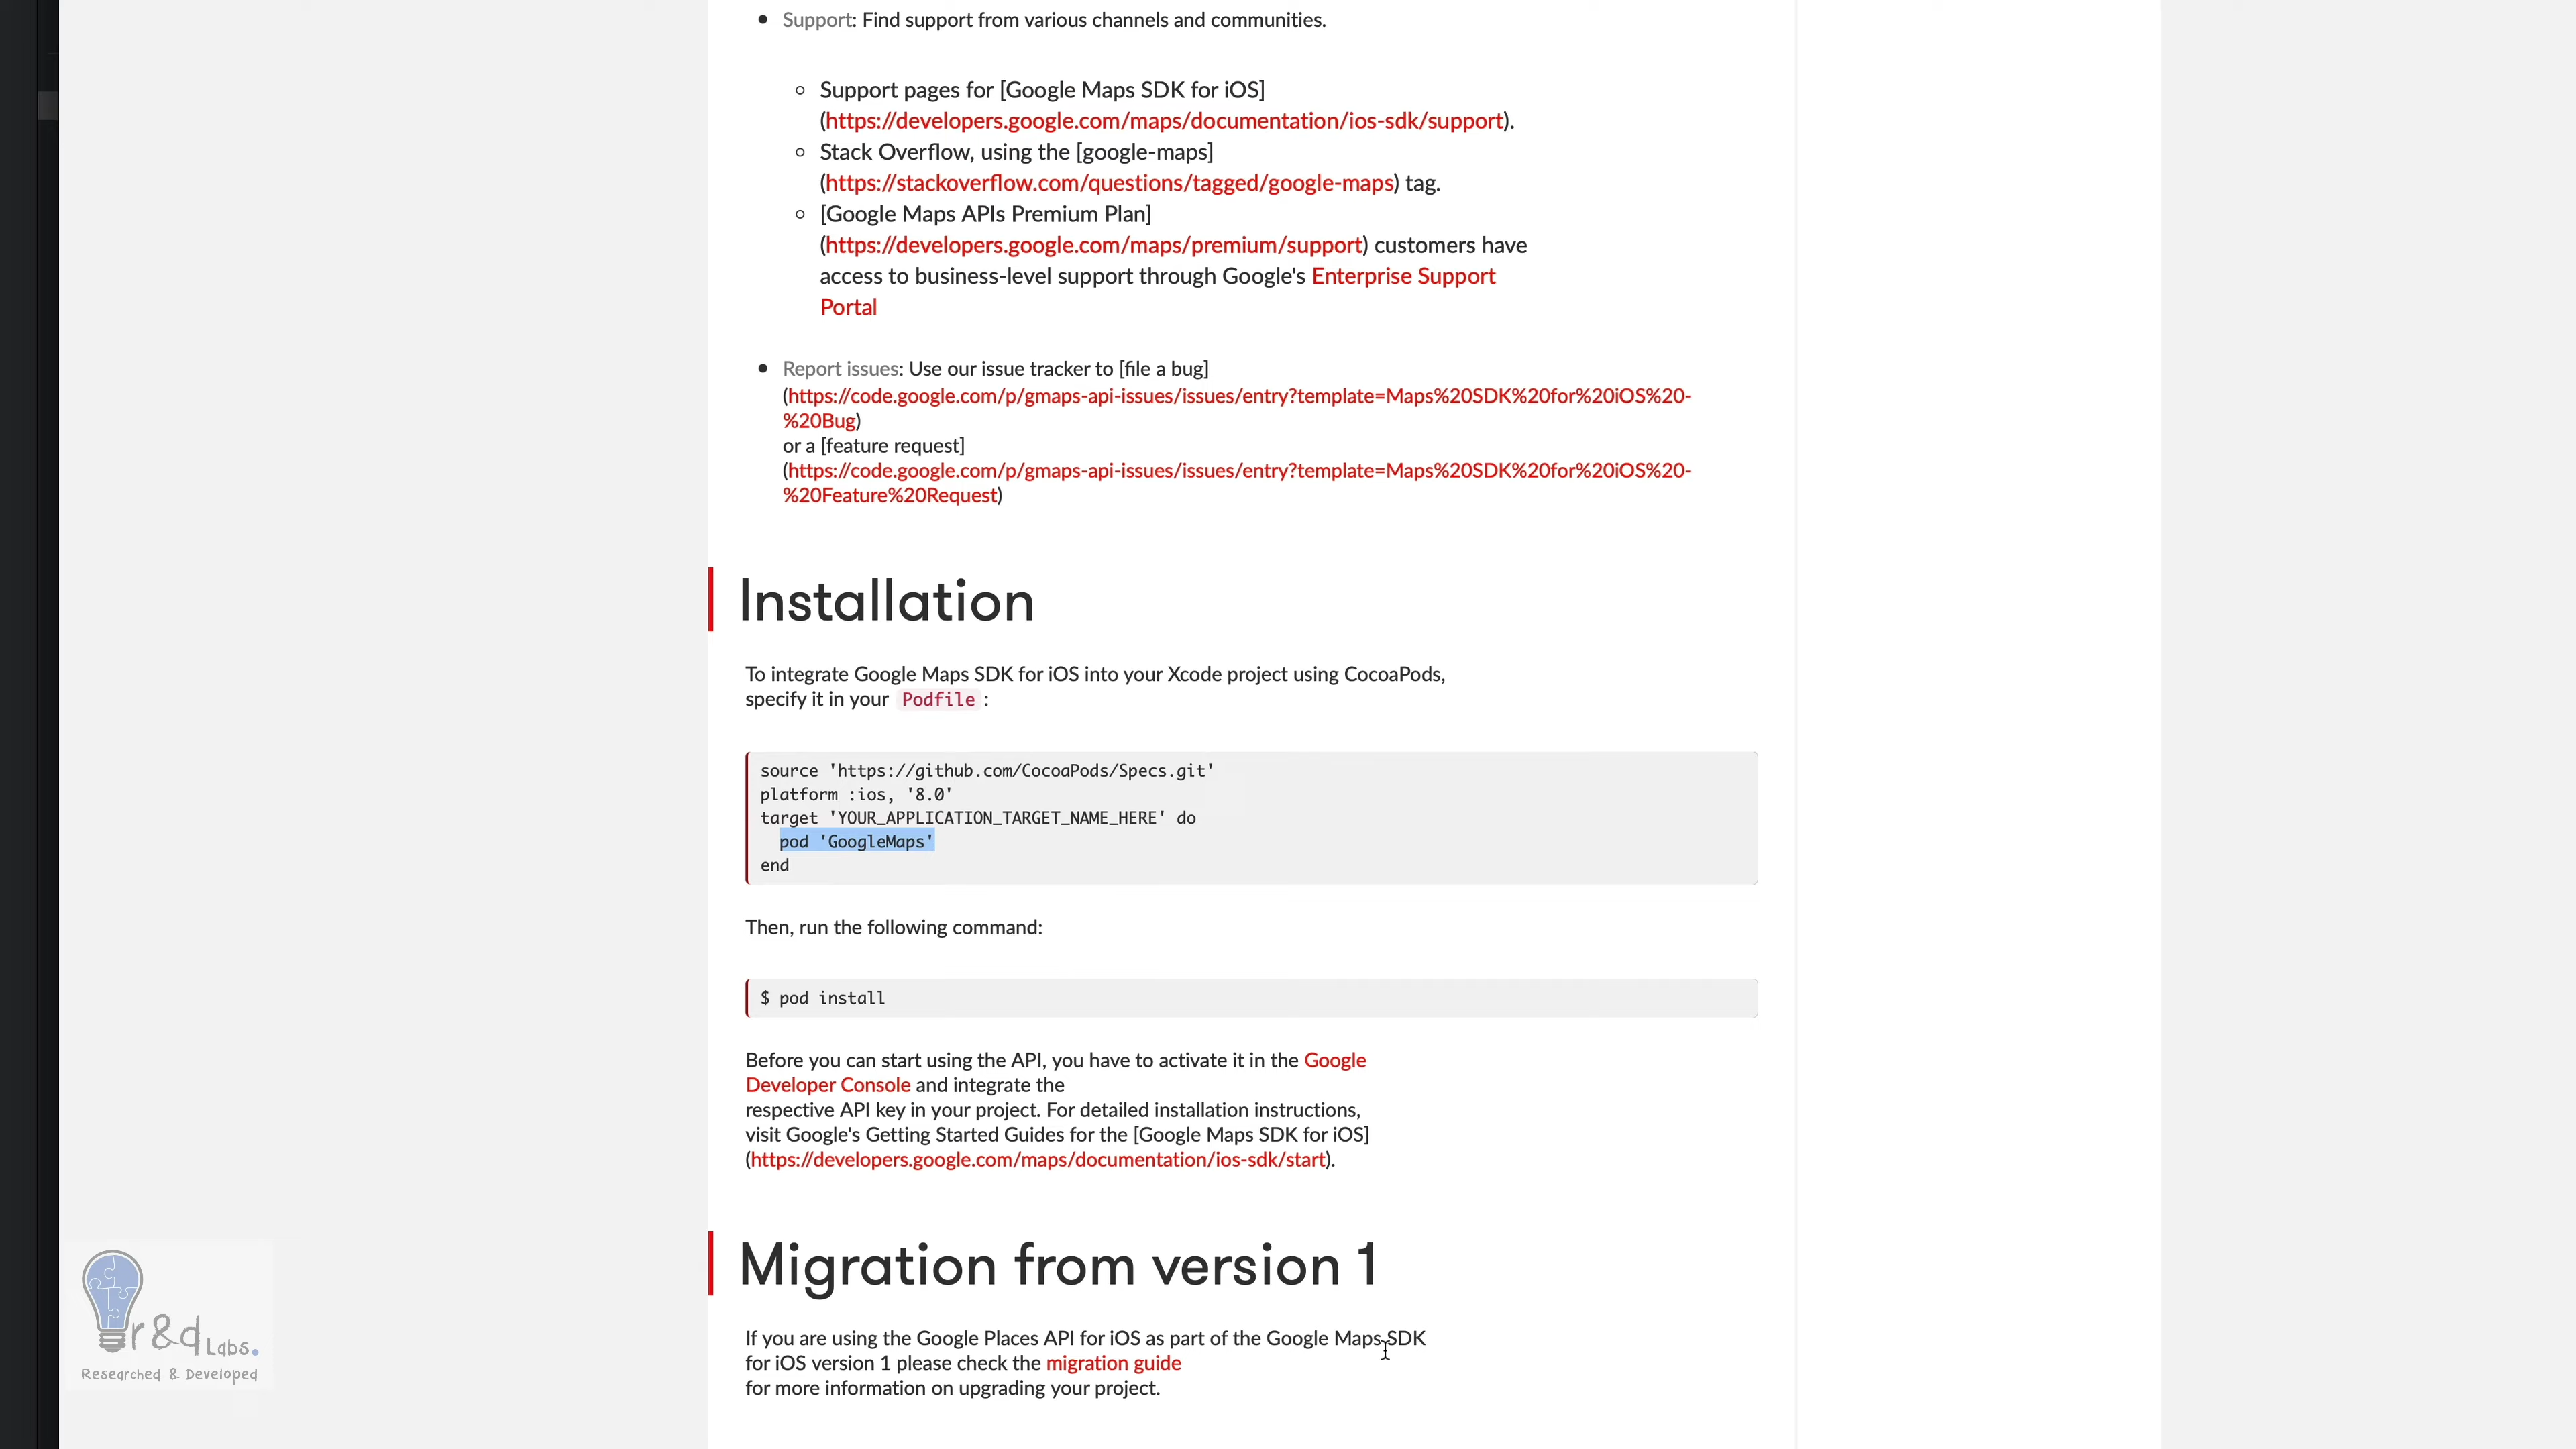 Support: Find support from various channels and communities.
Support pages for [Google Maps SDK for iOS]
(https://developers.google.com/maps/documentation/ios-sdk/support).
Stack Overflow, using the [google-maps]
(https://stackoverflow.com/questions/tagged/google-maps) tag.
[Google Maps APIs Premium Plan]
(https://developers.google.com/maps/premium/support) customers have
access to business-level support through Google's Enterprise Support
Portal
Report issues: Use our issue tracker to [file a bug]
(https://code.google.com/p/gmaps-api-issues/issues/entry?template=Maps%20SDK%20for%20iOS%20-
%20Bug)
or a [feature request]
(https://code.google.com/p/gmaps-api-issues/issues/entry?template=Maps%20SDK%20for%20iOS%20-
%20Feature%20Request)
Installation
To integrate Google Maps SDK for iOS into your Xcode project using CocoaPods,
specify it in your Podfile :
source 'https://github.com/CocoaPods/Specs.git'
platform :ios, '8.0'
target 'YOUR_APPLICATION_TARGET_NAME_HERE' do
pod 'GoogleMaps'
end
Then, run the following command:
$ pod install
Before you can start using the API, you have to activate it in the Google
Developer Console and integrate the
respective API key in your project. For detailed installation instructions,
visit Google's Getting Started Guides for the [Google Maps SDK for iOS]
(https://developers.google.com/maps/documentation/ios-sdk/start).
Migration from version 1
If you are using the Google Places API for iOS as part of the Google Maps SDK
for iOS version 1 please check the migration guide
for more information on upgrading your project.
r&d Labs.
Researched & Developed